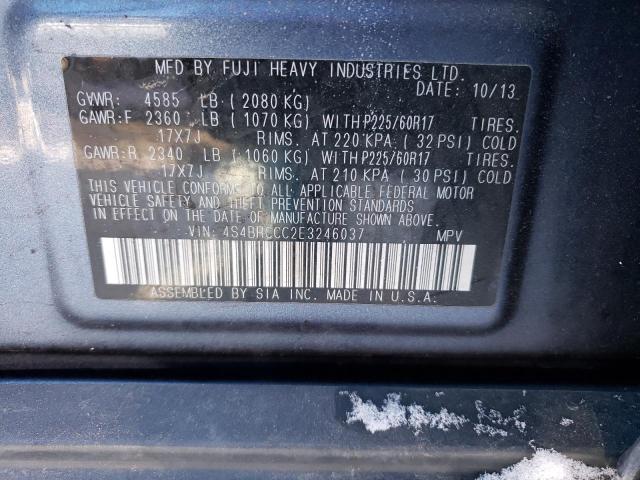 MFD BY FUJI HEAVY INDUSTRIES LTD.
DATE: 10/13
GVWR: 4585 LB ( 2080 KG)
GAWR:F 2360 LB ( 1070 KG) WITH P225/60R17 TIRES.
17X7J RIMS. AT 220 KPA ( 32 PSI) COLD
GAWR:R 2340 LB ( 1060 KG) WITH P225/60R17 TIRES.
17X7J RIMS. AT 210 KPA ( 30 PSI) COLD
THIS VEHICLE CONFORMS TO ALL APPLICABLE FEDERAL MOTOR
VEHICLE SAFETY AND THEFT PREVENTION STANDARDS
IN EFFECT ON THE DATE OF MANUFACTURE SHOWN ABOVE.
VIN: 4S4BRCCC2E3246037 MPV
ASSEMBLED BY SIA INC. MADE IN U.S.A.